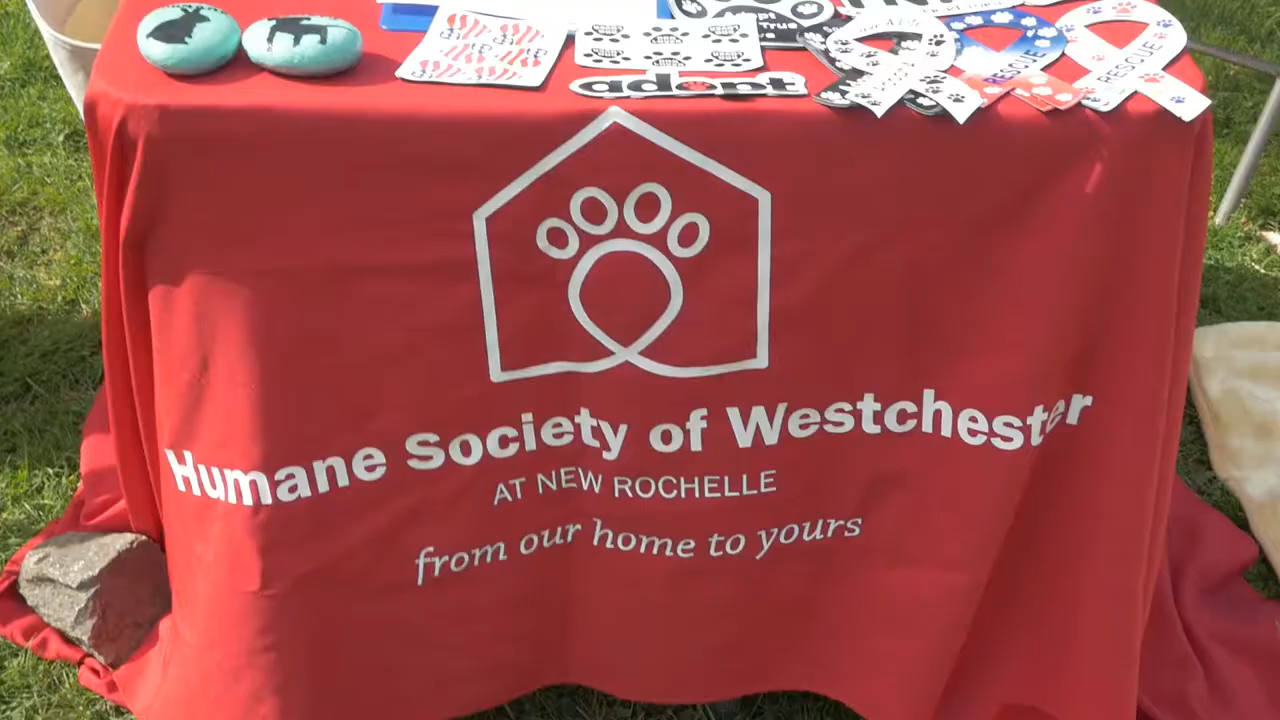 adopt
RESCUE
RESCUE
Humane Society of Westchester
AT NEW ROCHELLE
from our home to yours